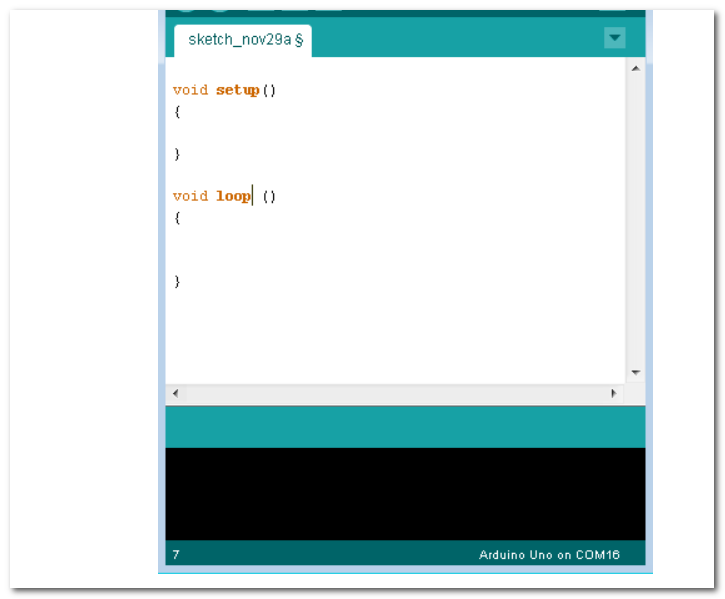 sketch_nov29a §
void setup()
{
}
void loop ()
{
}
7
Arduino Uno on COM16